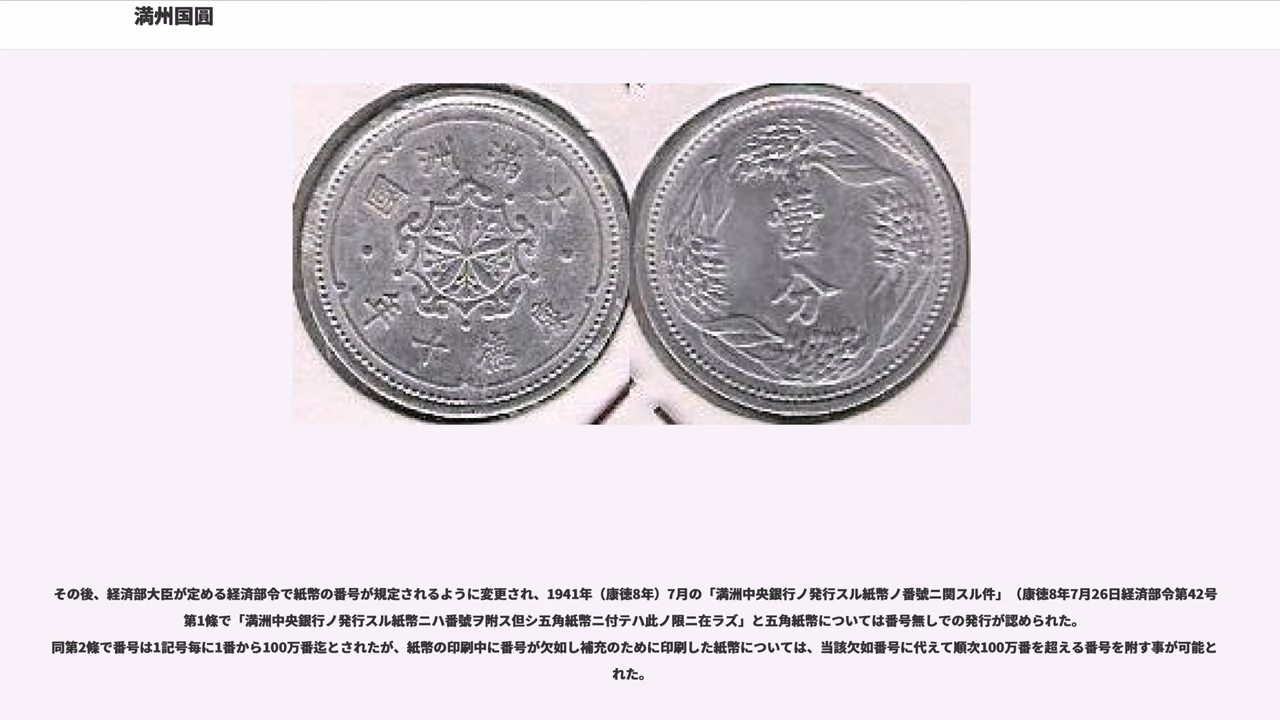 満州国圓
大滿洲國
康德十年
壹分
その後、経済部大臣が定める経済部令で紙幣の番号が規定されるように変更され、1941年（康徳8年）7月の「満洲中央銀行ノ発行スル紙幣ノ番號ニ関スル件」（康徳8年7月26日経済部令第42号
第1條で「満洲中央銀行ノ発行スル紙幣ニハ番號ヲ附ス但シ五角紙幣ニ付テハ此ノ限ニ在ラズ」と五角紙幣については番号無しでの発行が認められた。
同第2條で番号は1記号毎に1番から100万番迄とされたが、紙幣の印刷中に番号が欠如し補充のために印刷した紙幣については、当該欠如番号に代えて順次100万番を超える番号を附す事が可能と
れた。